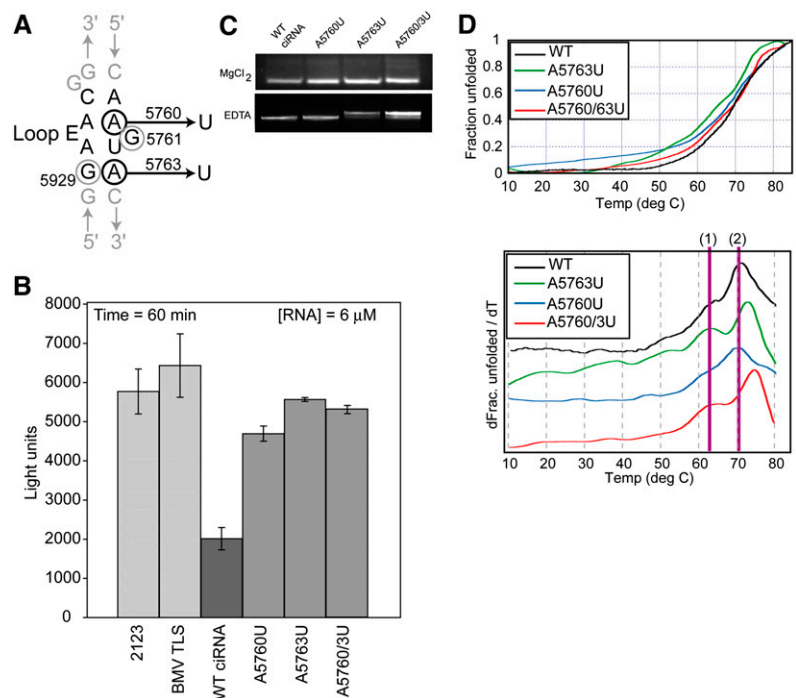 A
3' 5'
G C
G
C A
A A 5760 U
Loop E
G 5761
A U
5763 U
5929 G A
G C
5' 3'
B
Time = 60 min [RNA] = 6 μM
Light units
8000
7000
6000
5000
4000
3000
2000
1000
0
2123
BMV TLS
WT ciRNA
A5760U
A5763U
A5760/3U
C
WT ciRNA
A5760U
A5763U
A5760/3U
MgCl2
EDTA
D
WT
A5763U
A5760U
A5760/63U
Fraction unfolded
1
0.8
0.6
0.4
0.2
0
10 20 30 40 50 60 70 80
Temp (deg C)
(1) (2)
WT
A5763U
A5760U
A5760/3U
dFrac. unfolded / dT
10 20 30 40 50 60 70 80
Temp (deg C)